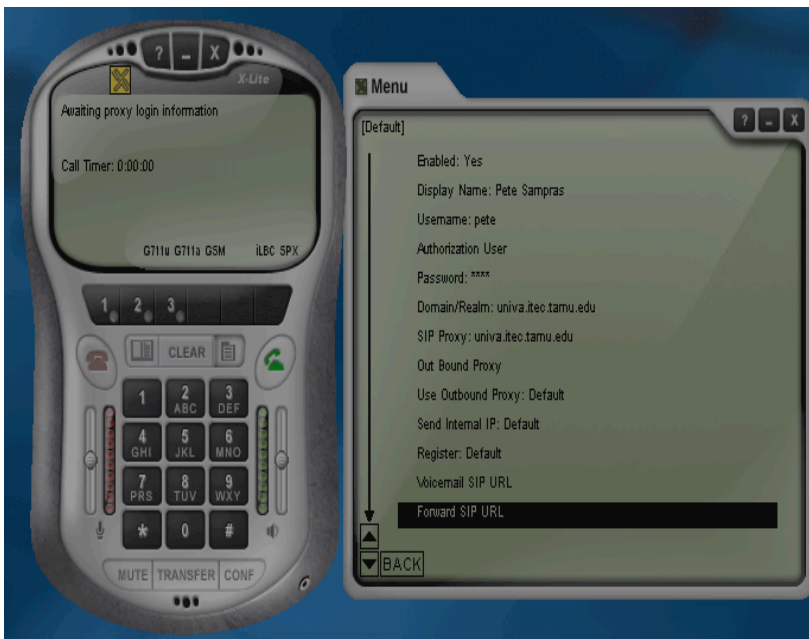 ? – X
X-Lite
Awaiting proxy login information
Call Timer: 0:00:00
G711u G711a GSM iLBC SPX
1 2 3
CLEAR
1 2 3
ABC DEF
4 5 6
GHI JKL MNO
7 8 9
PRS TUV WXY
* 0 #
MUTE TRANSFER CONF
Menu
? – X
[Default]
Enabled: Yes
Display Name: Pete Sampras
Username: pete
Authorization User
Password: ****
Domain/Realm: univa.itec.tamu.edu
SIP Proxy: univa.itec.tamu.edu
Out Bound Proxy
Use Outbound Proxy: Default
Send Internal IP: Default
Register: Default
Voicemail SIP URL
Forward SIP URL
BACK